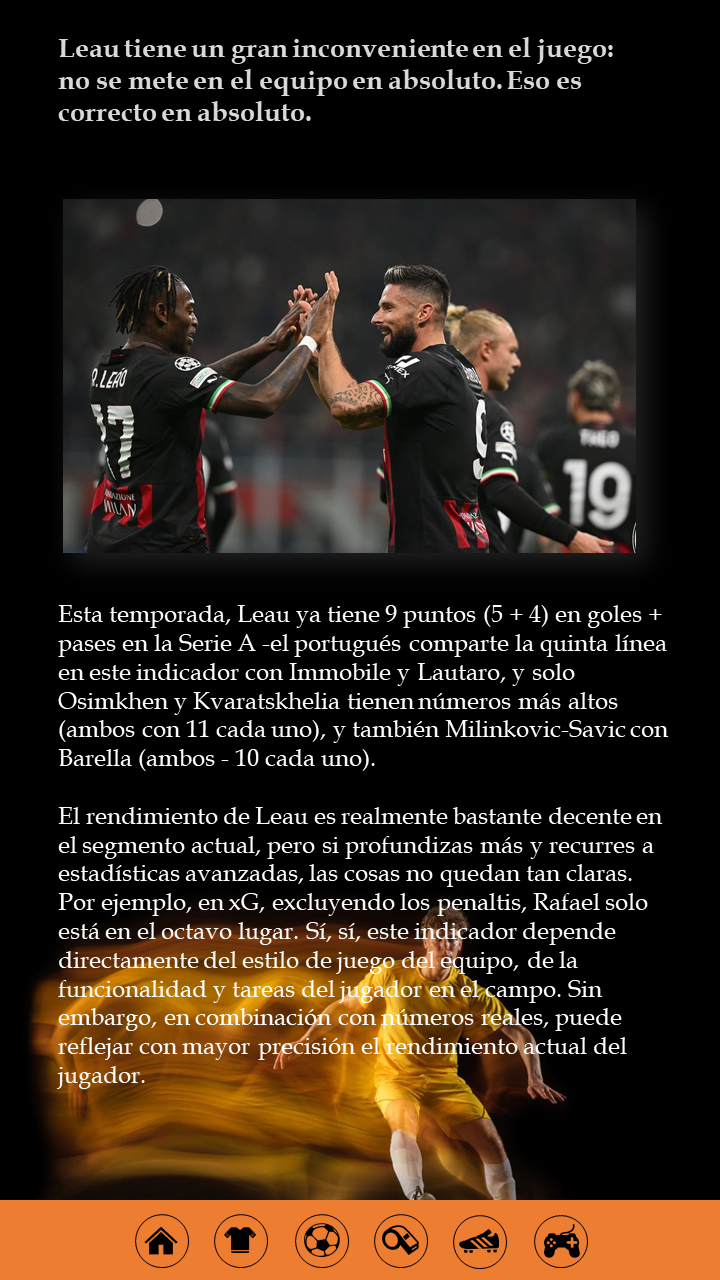 Leau tiene un gran inconveniente en el juego:
no se mete en el equipo en absoluto. Eso es
correcto en absoluto.
R. LEÃO
17
FONDAZIONE
MILAN
9
THEO
19
Esta temporada, Leau ya tiene 9 puntos (5 + 4) en goles +
pases en la Serie A -el portugués comparte la quinta línea
en este indicador con Immobile y Lautaro, y solo
Osimkhen y Kvaratskhelia tienen números más altos
(ambos con 11 cada uno), y también Milinkovic-Savic con
Barella (ambos - 10 cada uno).
El rendimiento de Leau es realmente bastante decente en
el segmento actual, pero si profundizas más y recurres a
estadísticas avanzadas, las cosas no quedan tan claras.
Por ejemplo, en xG, excluyendo los penaltis, Rafael solo
está en el octavo lugar. Sí, sí, este indicador depende
directamente del estilo de juego del equipo, de la
funcionalidad y tareas del jugador en el campo. Sin
embargo, en combinación con números reales, puede
reflejar con mayor precisión el rendimiento actual del
jugador.